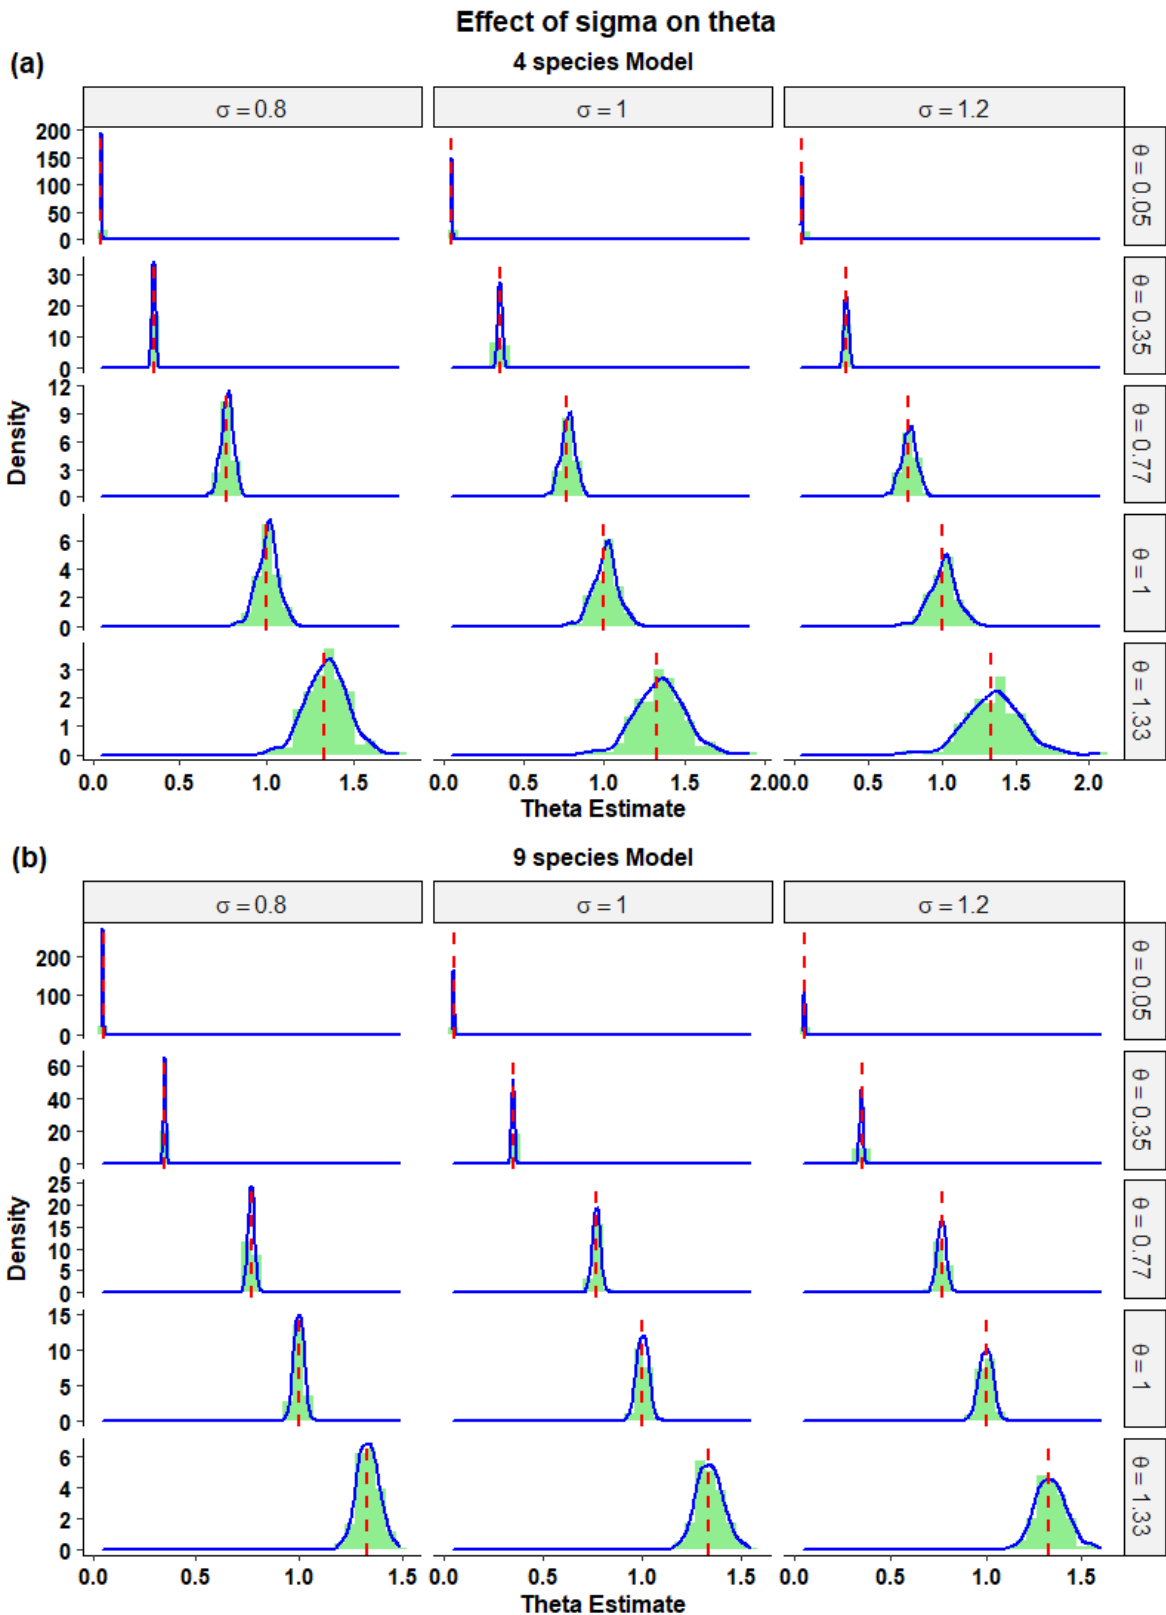 Effect of sigma on theta
(a)
4 species Model
σ = 0.8
σ = 1
σ = 1.2
200
150
100
50
0
θ = 0.05
30
20
10
0
θ = 0.35
12
9
6
3
0
θ = 0.77
6
4
2
0
θ = 1
3
2
1
0
θ = 1.33
Density
0.0 0.5 1.0 1.5
0.0 0.5 1.0 1.5 2.0
0.0 0.5 1.0 1.5 2.0
Theta Estimate
Theta Estimate
Theta Estimate
(b)
9 species Model
σ = 0.8
σ = 1
σ = 1.2
200
100
0
θ = 0.05
60
40
20
0
θ = 0.35
25
20
15
10
5
0
θ = 0.77
15
10
5
0
θ = 1
6
4
2
0
θ = 1.33
Density
0.0 0.5 1.0 1.5
0.0 0.5 1.0 1.5
0.0 0.5 1.0 1.5
Theta Estimate